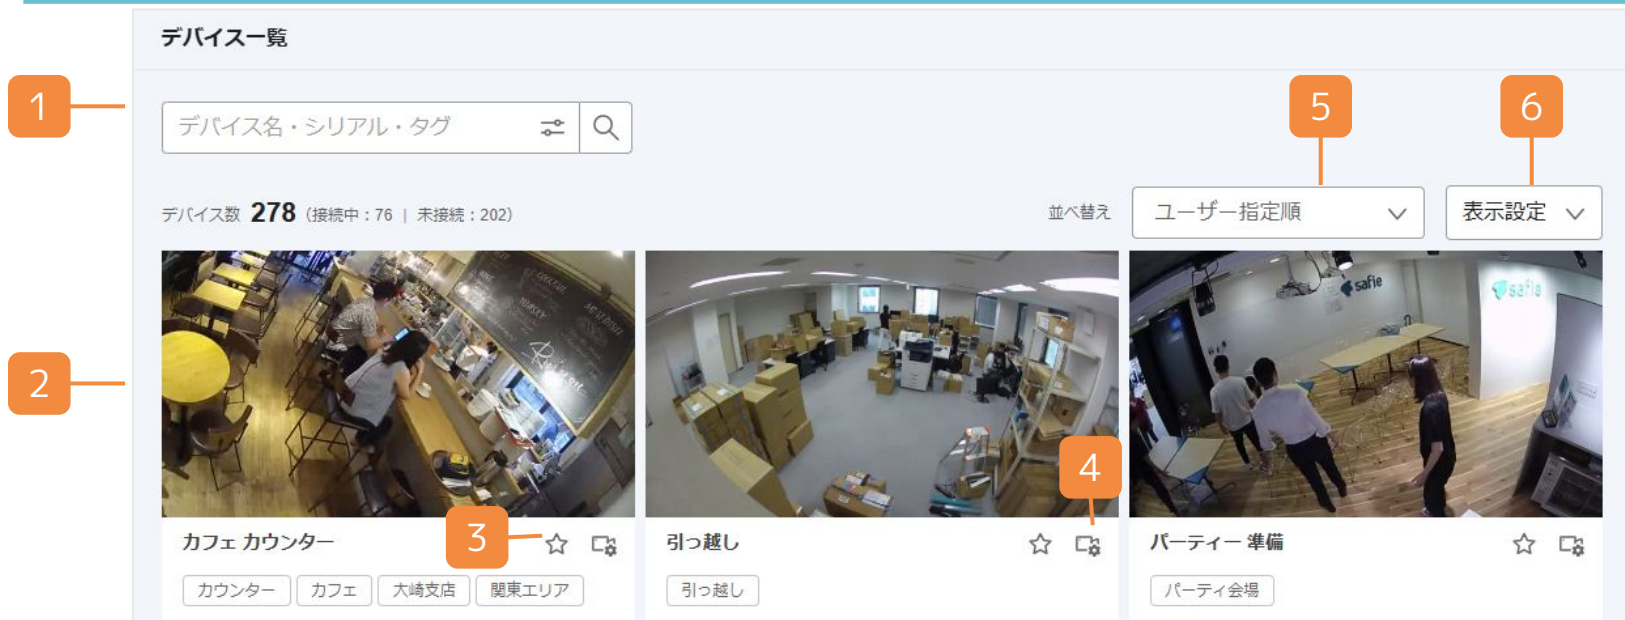 デバイス一覧
1
5
6
デバイス名・シリアル・タグ
デバイス数 278 (接続中：76 | 未接続：202)
並べ替え
ユーザー指定順
表示設定
safie
safie
2
4
3
カフェ カウンター
引っ越し
パーティー 準備
カウンター カフェ 大崎支店 関東エリア
引っ越し
パーティ会場